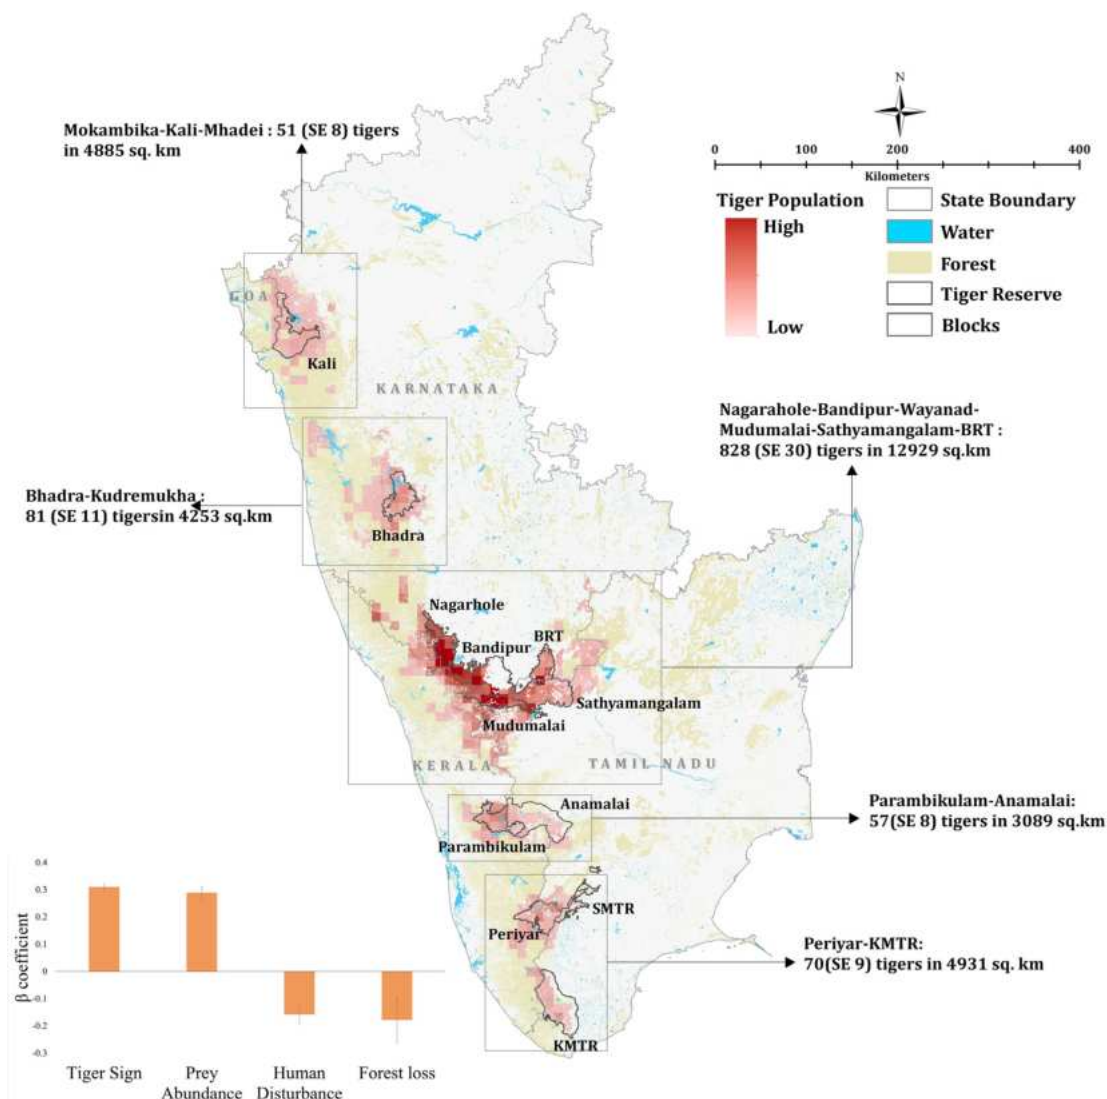 N
Mokambika-Kali-Mhadei : 51 (SE 8) tigers
in 4885 sq. km
0 100 200 400
Kilometers
Tiger Population
High
Low
State Boundary
Water
Forest
Tiger Reserve
Blocks
GOA
Kali
KARNATAKA
Nagarahole-Bandipur-Wayanad-
Mudumalai-Sathyamangalam-BRT :
828 (SE 30) tigers in 12929 sq.km
Bhadra-Kudremukha :
81 (SE 11) tigersin 4253 sq.km
Bhadra
Nagarhole
Bandipur
BRT
Sathyamangalam
Mudumalai
KERALA
TAMIL NADU
Anamalai
Parambikulam
Parambikulam-Anamalai:
57(SE 8) tigers in 3089 sq.km
SMTR
Periyar
Periyar-KMTR:
70(SE 9) tigers in 4931 sq. km
KMTR
β coefficient
0.4
0.3
0.2
0.1
0
-0.1
-0.2
-0.3
Tiger Sign
Prey
Abundance
Human
Disturbance
Forest loss